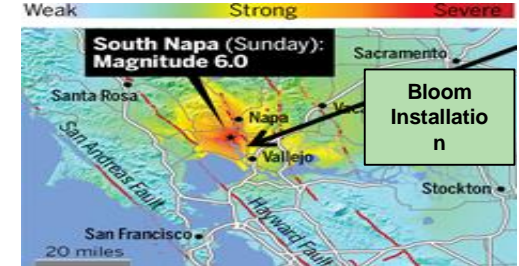 Weak Strong Severe
South Napa (Sunday):
Magnitude 6.0
Sacramento
Santa Rosa
Bloom
Installatio
n
Napa
Vallejo
San Andreas Fault
Stockton
Hayward Fault
San Francisco
20 miles